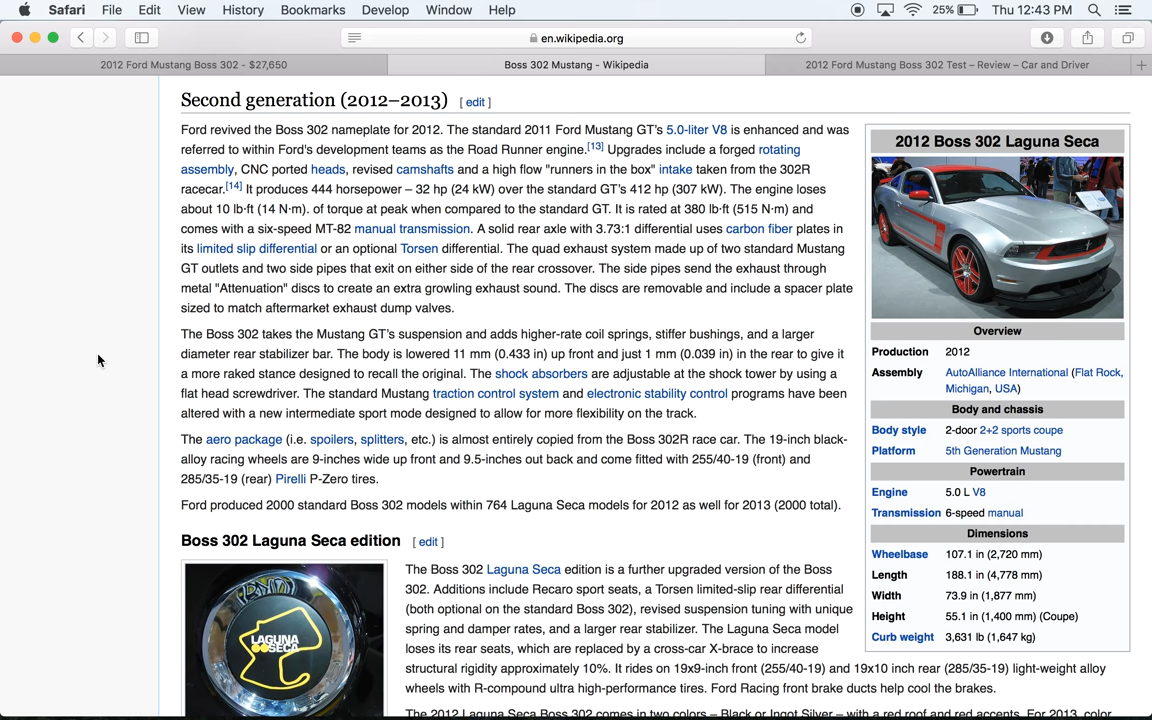 Safari File Edit View History Bookmarks Develop Window Help 25% Thu 12:43 PM
en.wikipedia.org
2012 Ford Mustang Boss 302 - $27,650 Boss 302 Mustang - Wikipedia 2012 Ford Mustang Boss 302 Test – Review – Car and Driver
Second generation (2012–2013) [ edit ]
Ford revived the Boss 302 nameplate for 2012. The standard 2011 Ford Mustang GT's 5.0-liter V8 is enhanced and was
referred to within Ford's development teams as the Road Runner engine.[13] Upgrades include a forged rotating
assembly, CNC ported heads, revised camshafts and a high flow "runners in the box" intake taken from the 302R
racecar.[14] It produces 444 horsepower – 32 hp (24 kW) over the standard GT's 412 hp (307 kW). The engine loses
about 10 lb·ft (14 N·m). of torque at peak when compared to the standard GT. It is rated at 380 lb·ft (515 N·m) and
comes with a six-speed MT-82 manual transmission. A solid rear axle with 3.73:1 differential uses carbon fiber plates in
its limited slip differential or an optional Torsen differential. The quad exhaust system made up of two standard Mustang
GT outlets and two side pipes that exit on either side of the rear crossover. The side pipes send the exhaust through
metal "Attenuation" discs to create an extra growling exhaust sound. The discs are removable and include a spacer plate
sized to match aftermarket exhaust dump valves.
The Boss 302 takes the Mustang GT's suspension and adds higher-rate coil springs, stiffer bushings, and a larger
diameter rear stabilizer bar. The body is lowered 11 mm (0.433 in) up front and just 1 mm (0.039 in) in the rear to give it
a more raked stance designed to recall the original. The shock absorbers are adjustable at the shock tower by using a
flat head screwdriver. The standard Mustang traction control system and electronic stability control programs have been
altered with a new intermediate sport mode designed to allow for more flexibility on the track.
The aero package (i.e. spoilers, splitters, etc.) is almost entirely copied from the Boss 302R race car. The 19-inch black-
alloy racing wheels are 9-inches wide up front and 9.5-inches out back and come fitted with 255/40-19 (front) and
285/35-19 (rear) Pirelli P-Zero tires.
Ford produced 2000 standard Boss 302 models within 764 Laguna Seca models for 2012 as well for 2013 (2000 total).
2012 Boss 302 Laguna Seca
Overview
Production 2012
Assembly AutoAlliance International (Flat Rock,
Michigan, USA)
Body and chassis
Body style 2-door 2+2 sports coupe
Platform 5th Generation Mustang
Powertrain
Engine 5.0 L V8
Transmission 6-speed manual
Dimensions
Wheelbase 107.1 in (2,720 mm)
Length 188.1 in (4,778 mm)
Width 73.9 in (1,877 mm)
Height 55.1 in (1,400 mm) (Coupe)
Curb weight 3,631 lb (1,647 kg)
Boss 302 Laguna Seca edition [ edit ]
LAGUNA
SECA
The Boss 302 Laguna Seca edition is a further upgraded version of the Boss
302. Additions include Recaro sport seats, a Torsen limited-slip rear differential
(both optional on the standard Boss 302), revised suspension tuning with unique
spring and damper rates, and a larger rear stabilizer. The Laguna Seca model
loses its rear seats, which are replaced by a cross-car X-brace to increase
structural rigidity approximately 10%. It rides on 19x9-inch front (255/40-19) and 19x10 inch rear (285/35-19) light-weight alloy
wheels with R-compound ultra high-performance tires. Ford Racing front brake ducts help cool the brakes.
The 2012 Laguna Seca Boss 302 comes in two colors – Black or Ingot Silver – with a red roof and red accents. For 2013, color